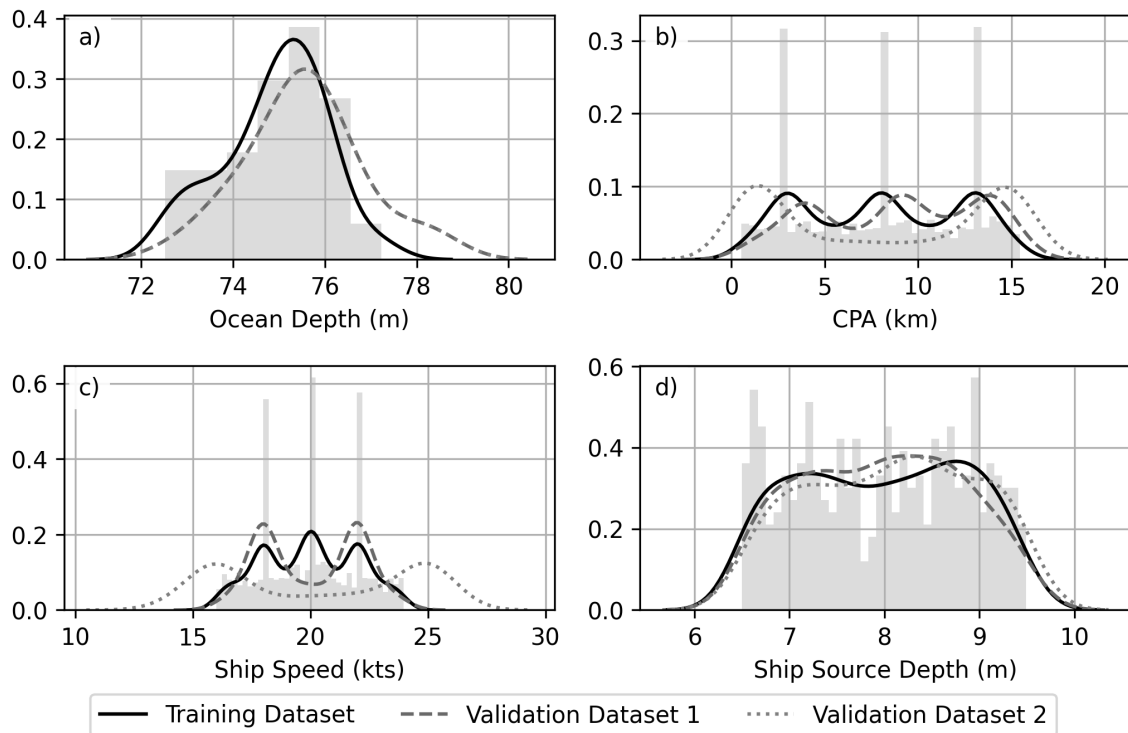 a)
0.4
0.3
0.2
0.1
0.0
72 74 76 78 80
Ocean Depth (m)
b)
0.3
0.2
0.1
0.0
0 5 10 15 20
CPA (km)
c)
0.6
0.4
0.2
0.0
10 15 20 25 30
Ship Speed (kts)
d)
0.6
0.4
0.2
0.0
6 7 8 9 10
Ship Source Depth (m)
Training Dataset Validation Dataset 1 Validation Dataset 2